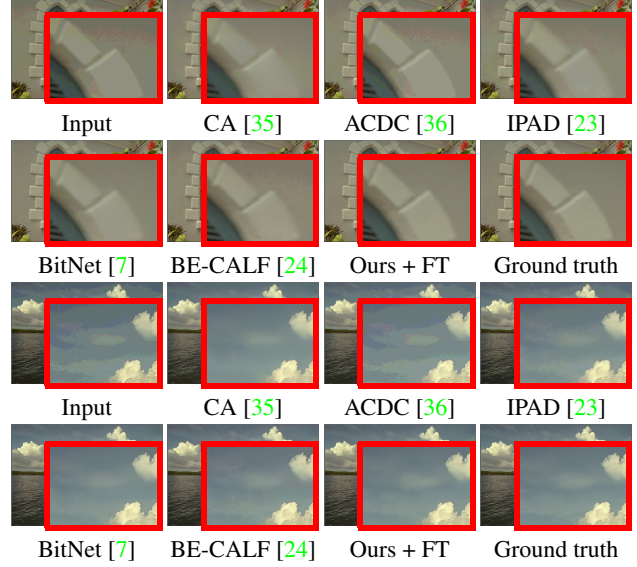 Input CA [35] ACDC [36] IPAD [23]
BitNet [7] BE-CALF [24] Ours + FT Ground truth
Input CA [35] ACDC [36] IPAD [23]
BitNet [7] BE-CALF [24] Ours + FT Ground truth